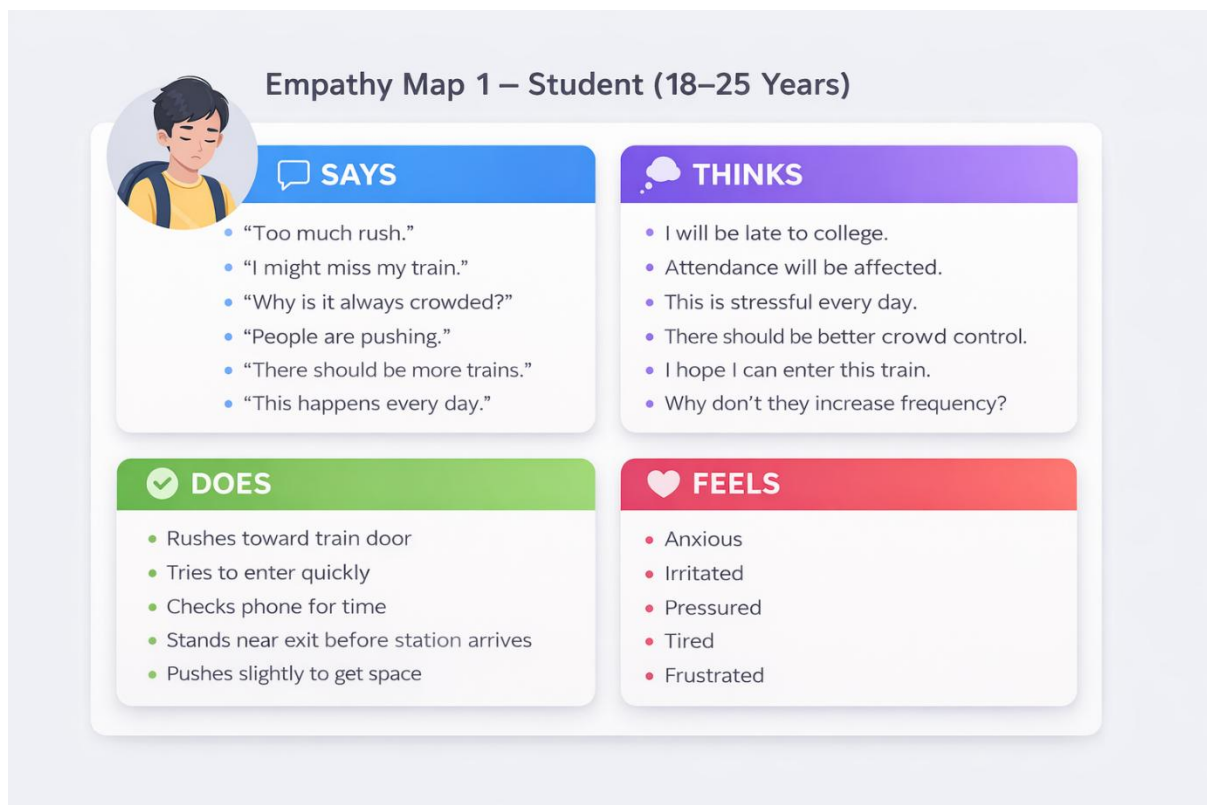 Empathy Map 1 – Student (18–25 Years)
SAYS
• “Too much rush.”
• “I might miss my train.”
• “Why is it always crowded?”
• “People are pushing.”
• “There should be more trains.”
• “This happens every day.”
THINKS
• I will be late to college.
• Attendance will be affected.
• This is stressful every day.
• There should be better crowd control.
• I hope I can enter this train.
• Why don’t they increase frequency?
DOES
• Rushes toward train door
• Tries to enter quickly
• Checks phone for time
• Stands near exit before station arrives
• Pushes slightly to get space
FEELS
• Anxious
• Irritated
• Pressured
• Tired
• Frustrated